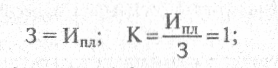 З = Ипл; К = Ипл/З = 1;